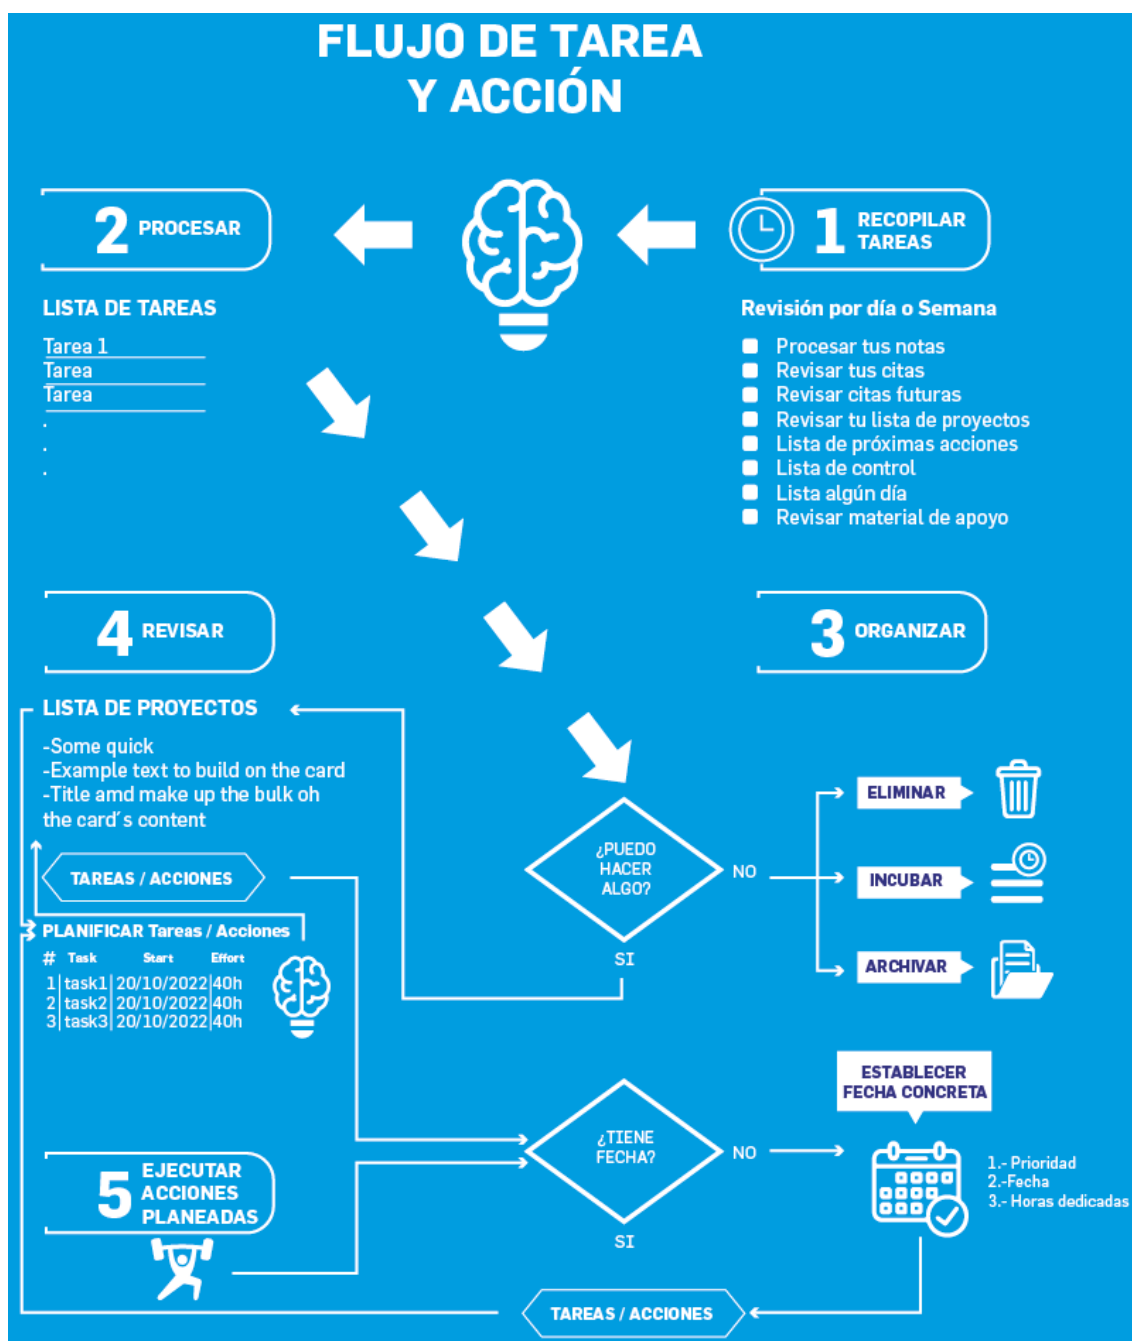 FLUJO DE TAREA
Y ACCIÓN
1 RECOPILAR
TAREAS
Revisión por día o Semana
Procesar tus notas
Revisar tus citas
Revisar citas futuras
Revisar tu lista de proyectos
Lista de próximas acciones
Lista de control
Lista algún día
Revisar material de apoyo
2 PROCESAR
LISTA DE TAREAS
Tarea 1
Tarea
Tarea
.
.
.
3 ORGANIZAR
¿PUEDO
HACER
ALGO?
NO
SI
ELIMINAR
INCUBAR
ARCHIVAR
4 REVISAR
LISTA DE PROYECTOS
-Some quick
-Example text to build on the card
-Title amd make up the bulk oh
the card´s content
TAREAS / ACCIONES
PLANIFICAR Tareas / Acciones
# Task Start Effort
1 task1 20/10/2022 40h
2 task2 20/10/2022 40h
3 task3 20/10/2022 40h
¿TIENE
FECHA?
NO
SI
ESTABLECER
FECHA CONCRETA
1.- Prioridad
2.-Fecha
3.- Horas dedicadas
5 EJECUTAR
ACCIONES
PLANEADAS
TAREAS / ACCIONES